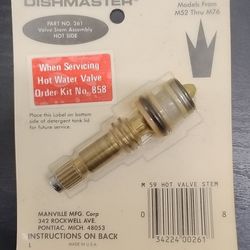 DISHMASTER
PART NO. 261
Valve Stem Assembly
HOT SIDE
Models From
M52 Thru M76
When Servicing
Hot Water Valve
Order Kit No. 858
Place this Label on bottom
side of detergent tank lid
for future service.
MANVILLE MFG. Corp
342 ROCKWELL AVE.
PONTIAC, MICH. 48053
INSTRUCTIONS ON BACK
MADE IN U.S.A.
M 59 HOT VALVE STEM
0 8
34224 00261